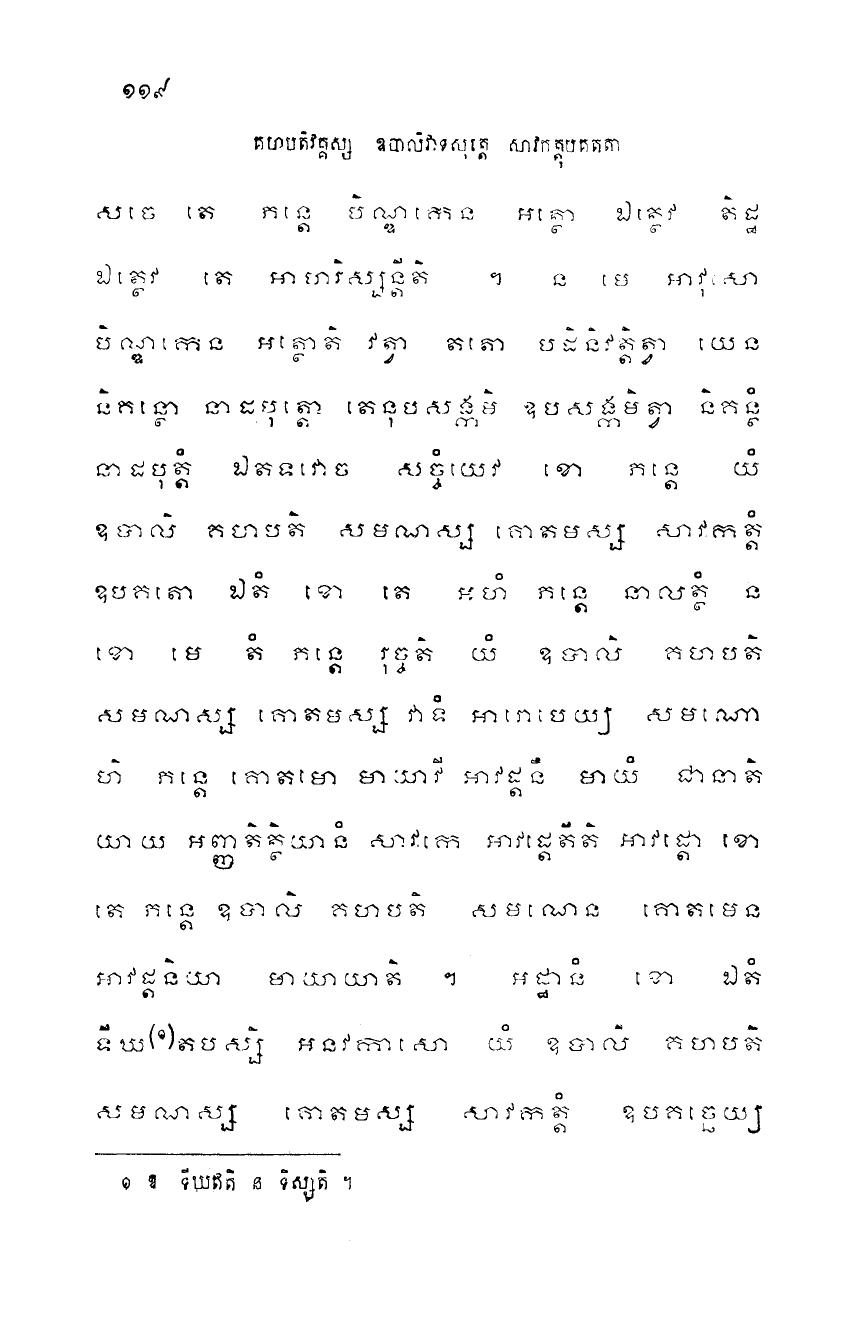 ១១៩
គហបតិវគ្គស្ស ឧបាលិវាទសុត្តេ សាវកត្តុបគតតា
សចេ តេ ភន្តេ បិណ្ឌកេន អត្ថោ ឯត្ថេវ តិដ្ឋ
ឯត្ថេវ តេ អាហរិស្សន្តីតិ ។ ន មេ អាវុសោ
បិណ្ឌកេន អត្ថោតិ វត្វា តតោ បដិនិវត្តិត្វា យេន
និគន្ថោ នាដបុត្តោ តេនុបសង្កមិ ឧបសង្កមិត្វា និគន្ថំ
នាដបុត្តំ ឯតទវោច សច្ចំយេវ ខោ ភន្តេ យំ
ឧបាលិ គហបតិ សមណស្ស គោតមស្ស សាវកត្តំ
ឧបគតោ ឯតំ ខោ តេ អហំ ភន្តេ នាលត្ថំ ន
ខោ មេ តំ ភន្តេ រុច្ចតិ យំ ឧបាលិ គហបតិ
សមណស្ស គោតមស្ស វាទំ អារោបេយ្យ សមណោ
ហិ ភន្តេ គោតមោ មាយាវី អាវដ្តនឹ មាយំ ជានាតិ
យាយ អញ្ញតិត្ថិយានំ សាវកេ អាវដ្តេតីតិ អាវដ្តោ ខោ
តេ ភន្តេ ឧបាលិ គហបតិ សមណេន គោតមេន
អាវដ្តនិយា មាយាយាតិ ។ អដ្ឋានំ ខោ ឯតំ
ទីឃ(១)តបស្សិ អនវកាសោ យំ ឧបាលិ គហបតិ
សមណស្ស គោតមស្ស សាវកត្តំ ឧបគច្ឆេយ្យ
១ ឱ ទីឃឥតិ ន ទិស្សតិ ។